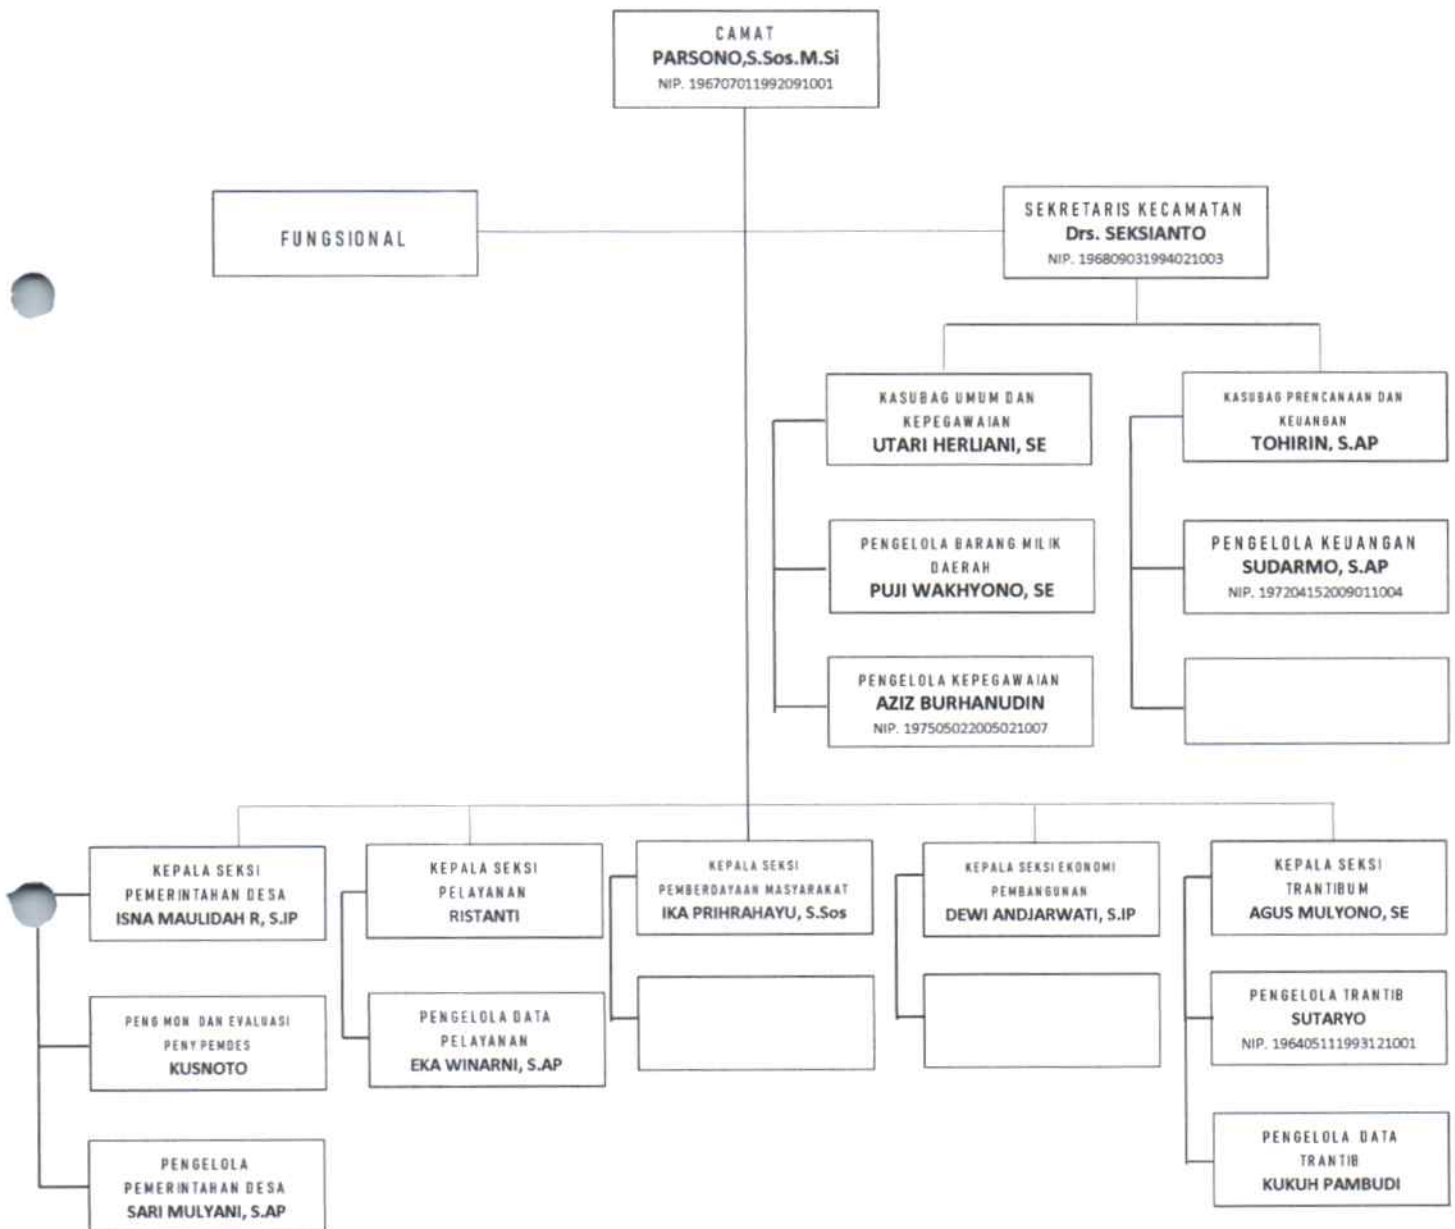 CAMAT
PARSONO,S.Sos.M.Si
NIP. 196707011992091001
FUNGSIONAL
SEKRETARIS KECAMATAN
Drs. SEKSIANTO
NIP. 196809031994021003
KASUBAG UMUM DAN
KEPEGAWAIAN
UTARI HERLIANI, SE
KASUBAG PRENCANAAN DAN
KEUANGAN
TOHIRIN, S.AP
PENGELOLA BARANG MILIK
DAERAH
PUJI WAKHYONO, SE
PENGELOLA KEUANGAN
SUDARMO, S.AP
NIP. 197204152009011004
PENGELOLA KEPEGAWAIAN
AZIZ BURHANUDIN
NIP. 197505022005021007
KEPALA SEKSI
PEMERINTAHAN DESA
ISNA MAULIDAH R, S.IP
KEPALA SEKSI
PELAYANAN
RISTANTI
KEPALA SEKSI
PEMBERDAYAAN MASYARAKAT
IKA PRIHRAHAYU, S.Sos
KEPALA SEKSI EKONOMI
PEMBANGUNAN
DEWI ANDJARWATI, S.IP
KEPALA SEKSI
TRANTIBUM
AGUS MULYONO, SE
PENG MON DAN EVALUASI
PENY PEMDES
KUSNOTO
PENGELOLA DATA
PELAYANAN
EKA WINARNI, S.AP
PENGELOLA TRANTIB
SUTARYO
NIP. 196405111993121001
PENGELOLA
PEMERINTAHAN DESA
SARI MULYANI, S.AP
PENGELOLA DATA
TRANTIB
KUKUH PAMBUDI